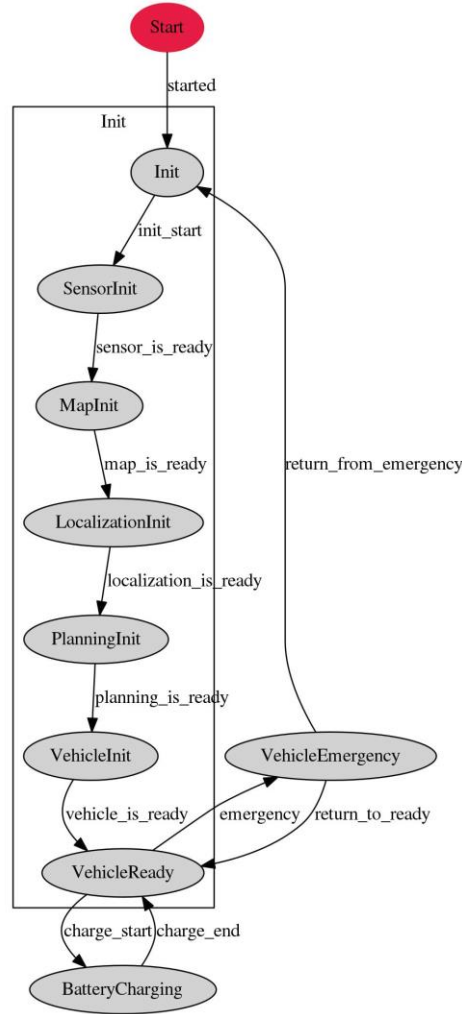 Start
started
Init
Init
init_start
SensorInit
sensor_is_ready
MapInit
map_is_ready
return_from_emergency
LocalizationInit
localization_is_ready
PlanningInit
planning_is_ready
VehicleInit
VehicleEmergency
vehicle_is_ready
emergency
return_to_ready
VehicleReady
charge_start
charge_end
BatteryCharging